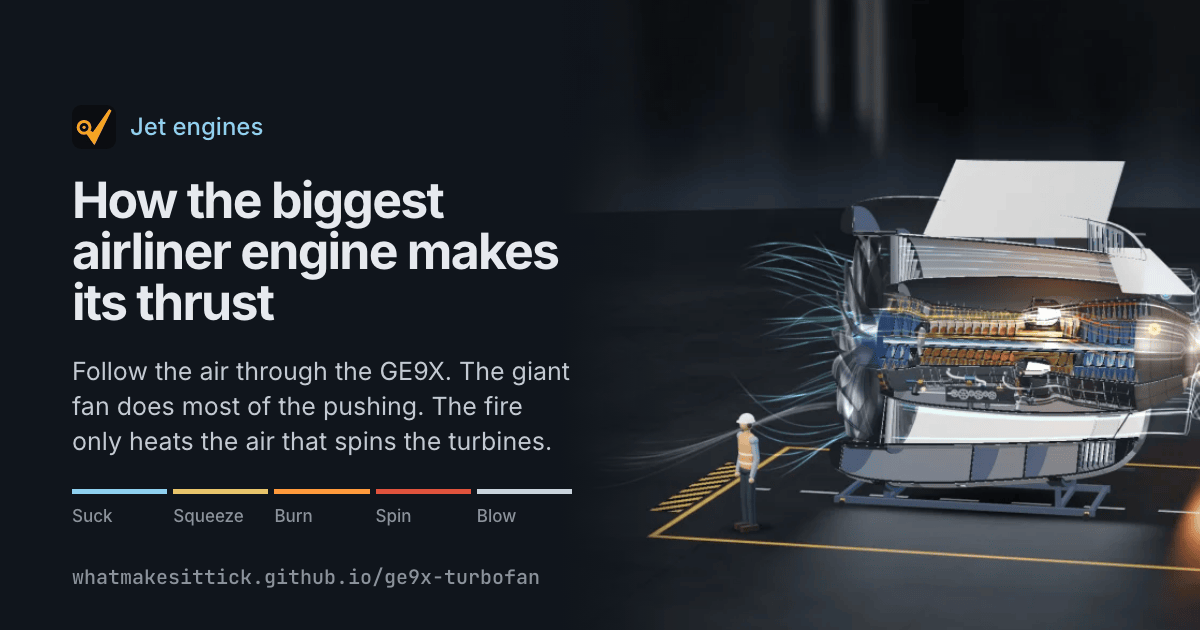 Jet engines
How the biggest
airliner engine makes
its thrust
Follow the air through the GE9X. The giant
fan does most of the pushing. The fire
only heats the air that spins the turbines.
Suck Squeeze Burn Spin Blow
whatmakesittick.github.io/ge9x-turbofan